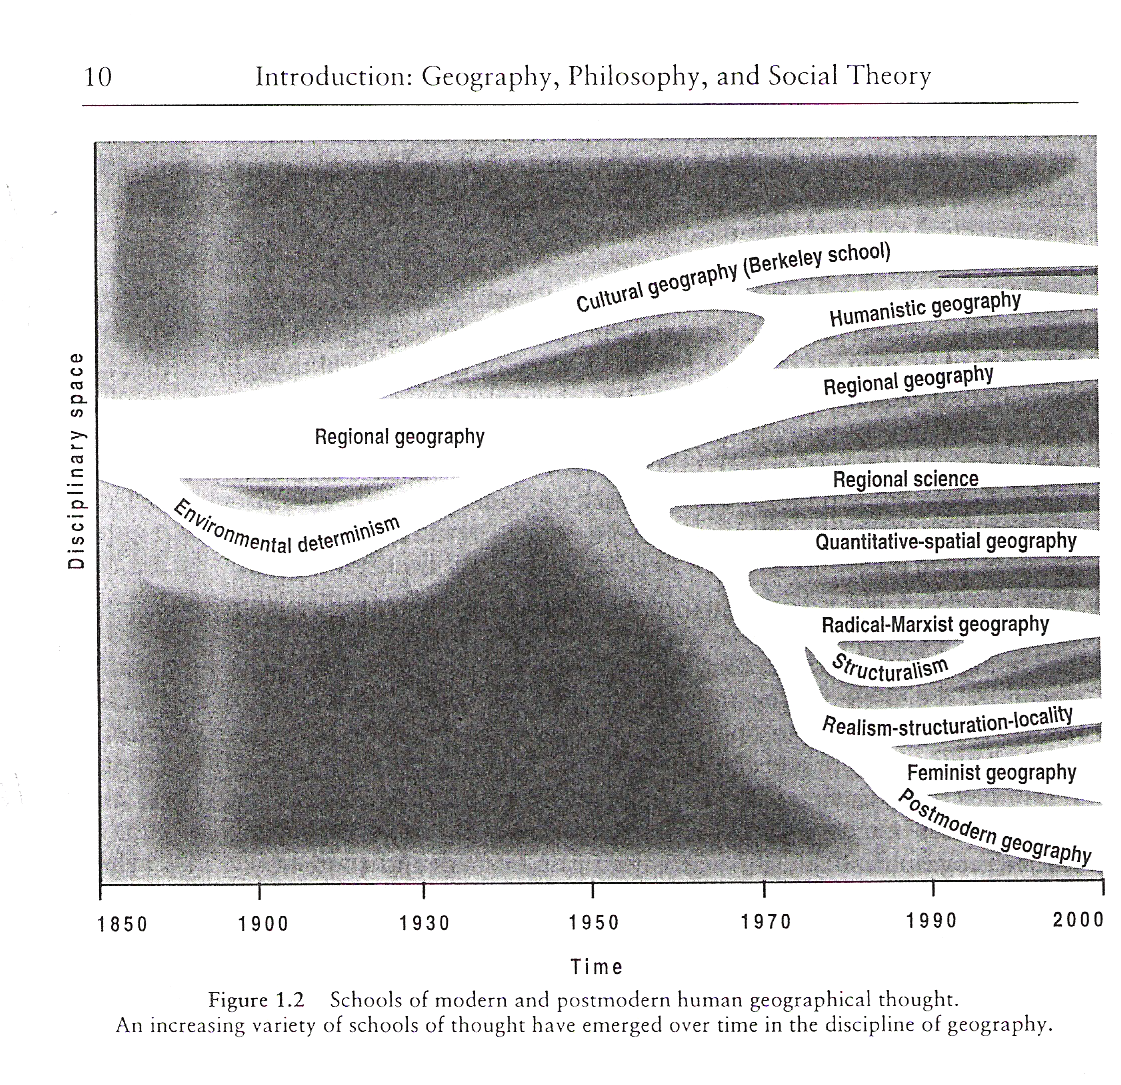 10 Introduction: Geography, Philosophy, and Social Theory
Disciplinary space
Cultural geography (Berkeley school)
Humanistic geography
Regional geography
Regional geography
Environmental determinism
Regional science
Quantitative-spatial geography
Radical-Marxist geography
Structuralism
Realism-structuration-locality
Feminist geography
Postmodern geography
1850 1900 1930 1950 1970 1990 2000
Time
Figure 1.2 Schools of modern and postmodern human geographical thought.
An increasing variety of schools of thought have emerged over time in the discipline of geography.